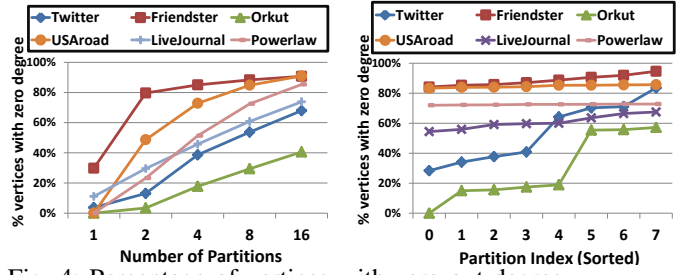 Twitter Friendster Orkut
USAroad LiveJournal Powerlaw
% vertices with zero degree
100%
80%
60%
40%
20%
0%
1 2 4 8 16
Number of Partitions
Twitter Friendster Orkut
USAroad LiveJournal Powerlaw
% vertices with zero degree
100%
80%
60%
40%
20%
0%
0 1 2 3 4 5 6 7
Partition Index (Sorted)